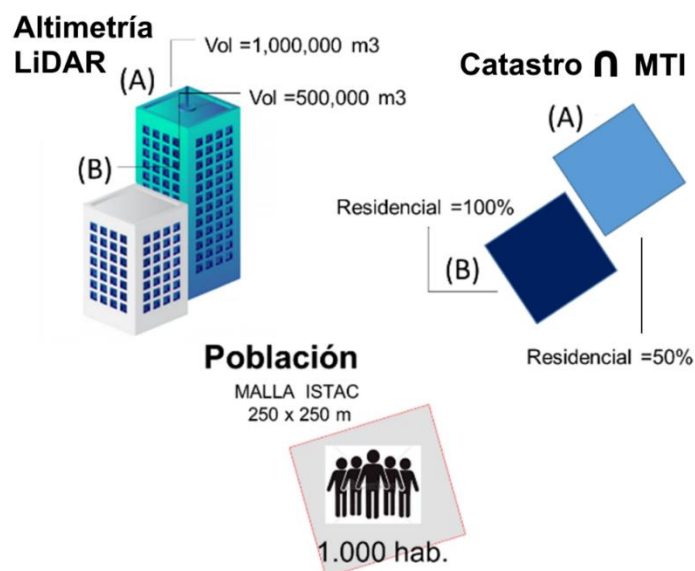 Altimetría
LiDAR
Vol =1,000,000 m3
(A)
Vol =500,000 m3
(B)
Catastro ∩ MTI
(A)
Residencial =100%
(B)
Residencial =50%
Población
MALLA ISTAC
250 x 250 m
1.000 hab.